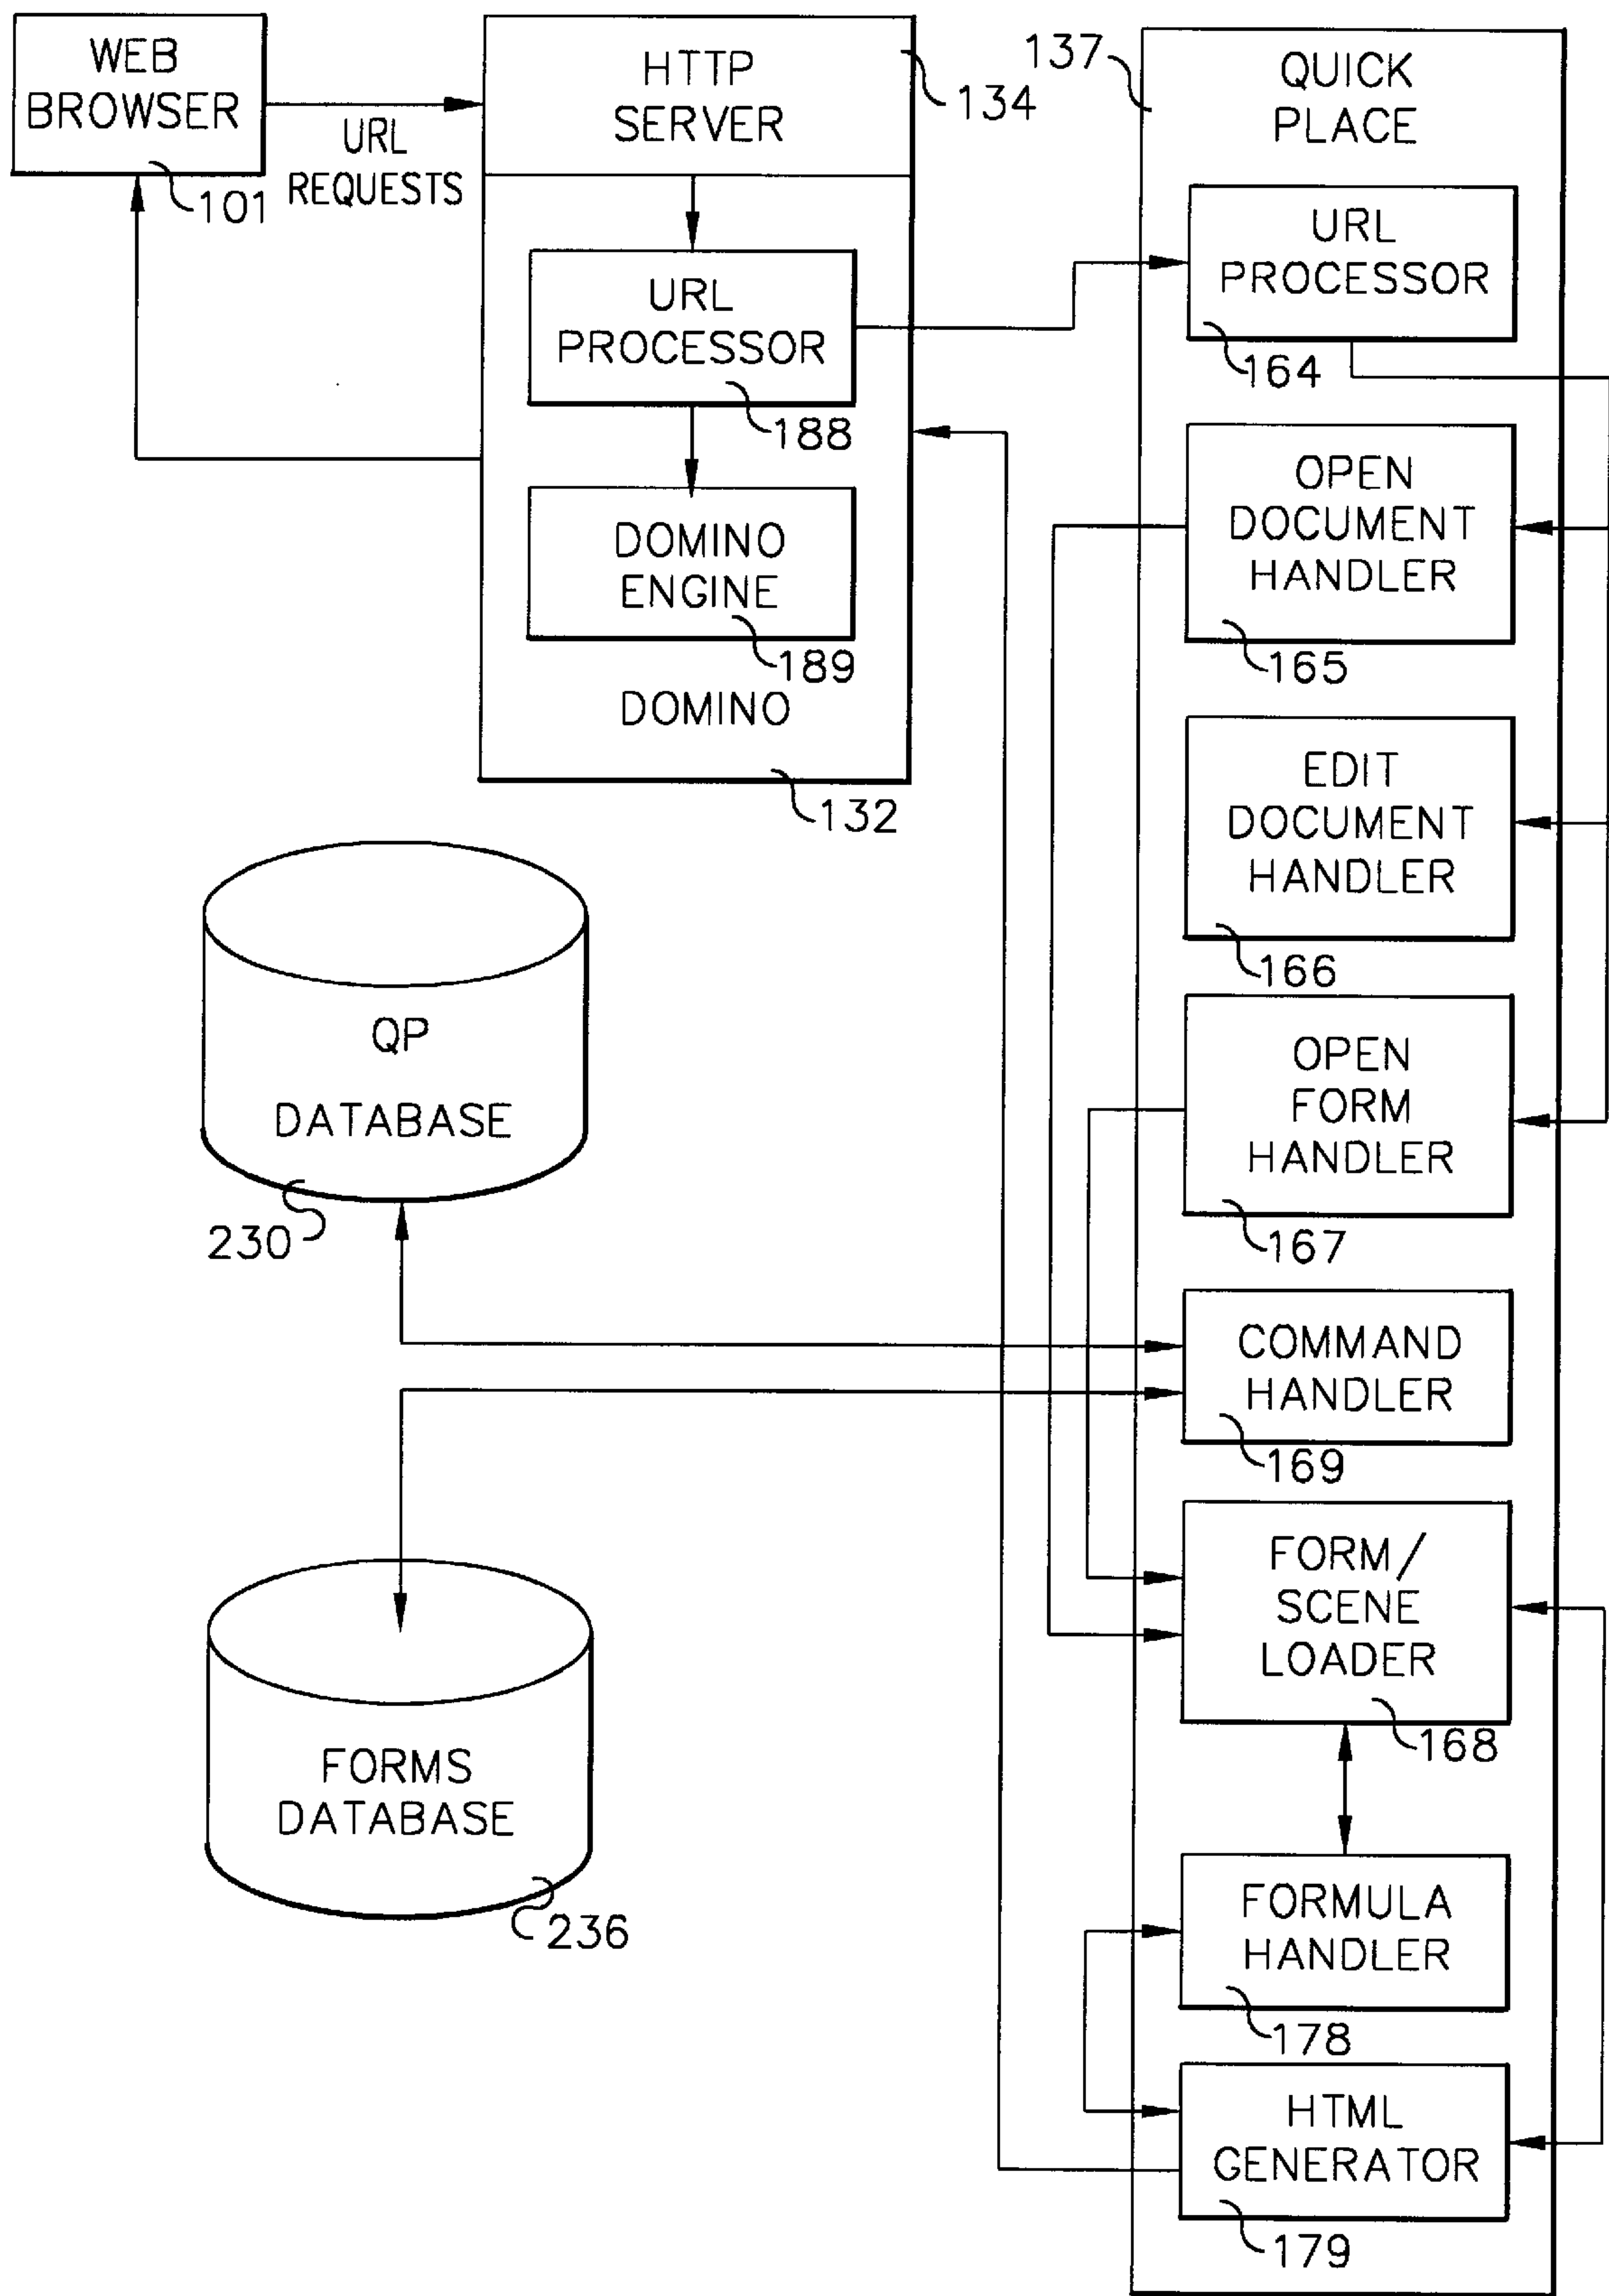 WEB
BROWSER
101
URL
REQUESTS
HTTP
SERVER
134
URL
PROCESSOR
188
DOMINO
ENGINE
189
DOMINO
132
137
QUICK
PLACE
URL
PROCESSOR
164
OPEN
DOCUMENT
HANDLER
165
EDIT
DOCUMENT
HANDLER
166
OPEN
FORM
HANDLER
167
COMMAND
HANDLER
169
FORM/
SCENE
LOADER
168
FORMULA
HANDLER
178
HTML
GENERATOR
179
QP
DATABASE
230
FORMS
DATABASE
236